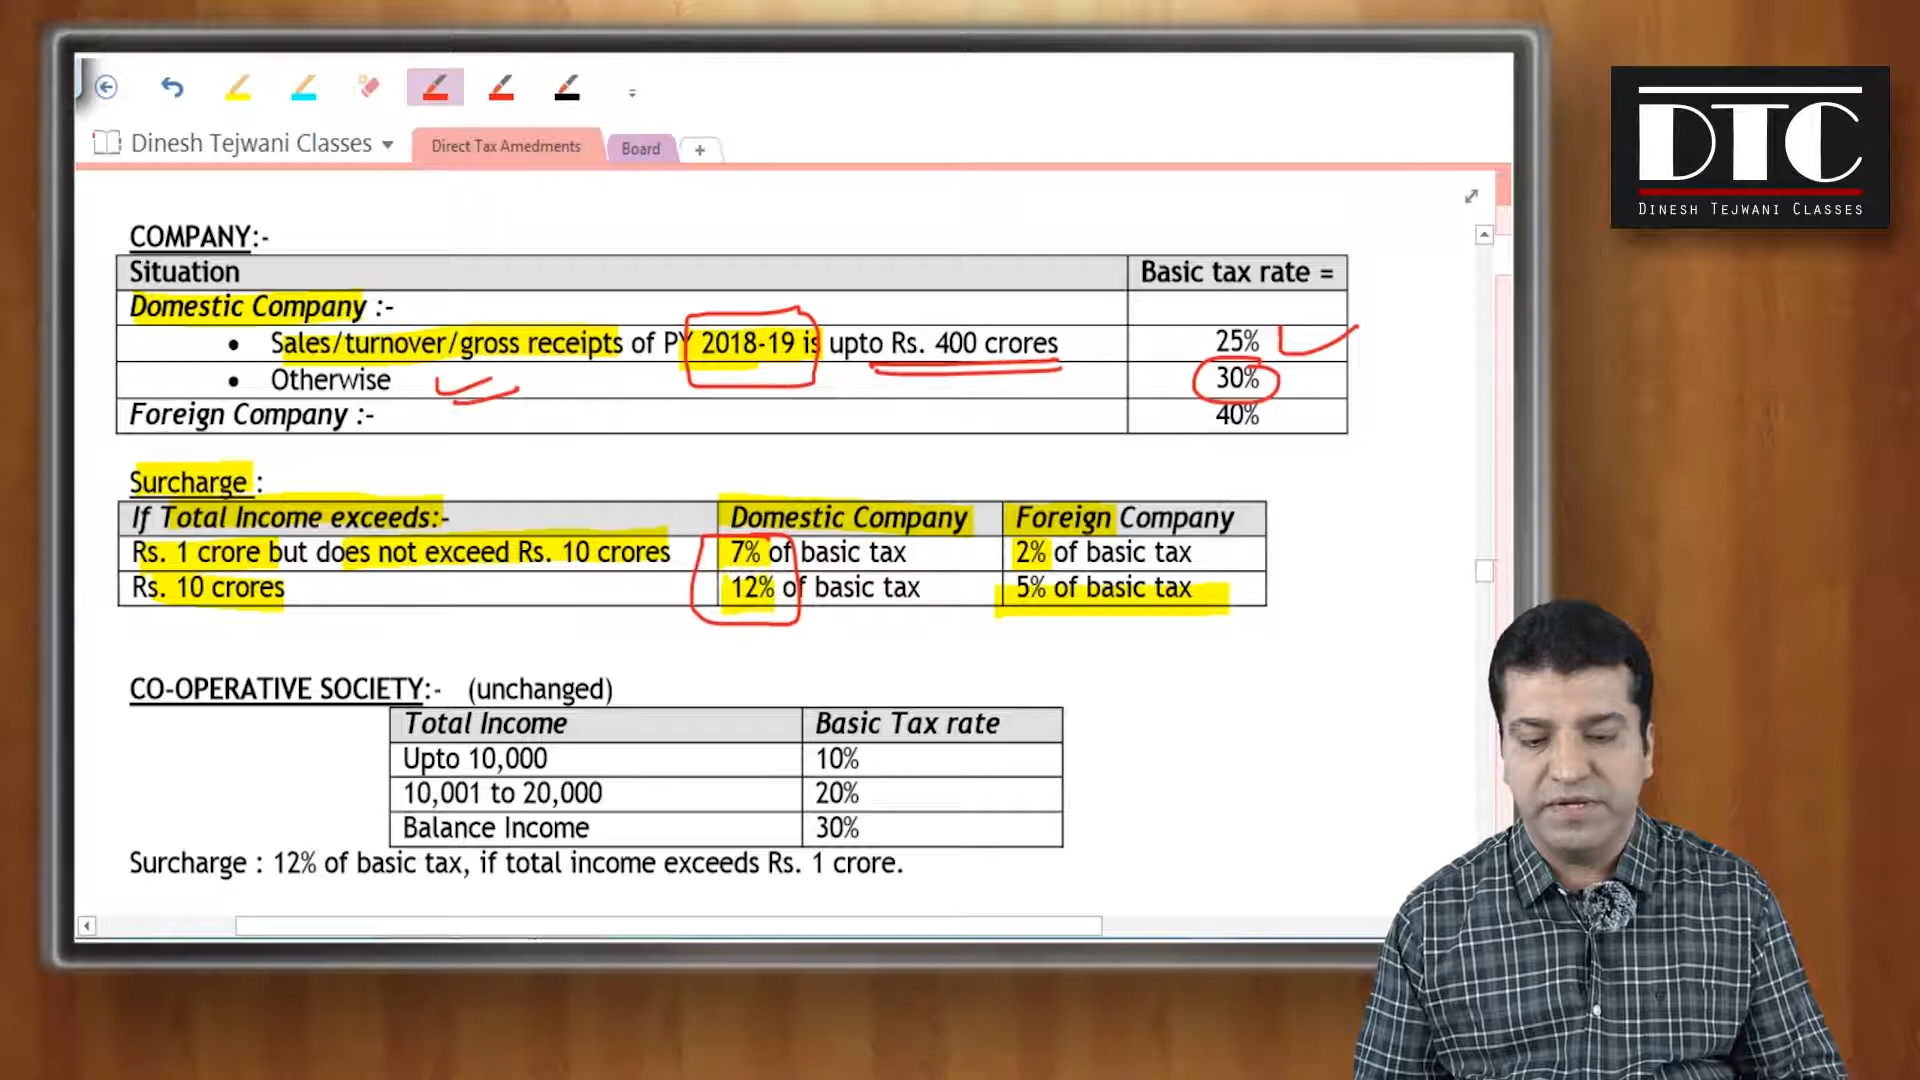 DTC
DINESH TEJWANI CLASSES
Dinesh Tejwani Classes
Direct Tax Amedments
Board
+
COMPANY:-
Situation
Basic tax rate =
Domestic Company :-
• Sales/turnover/gross receipts of PY 2018-19 is upto Rs. 400 crores
25%
• Otherwise
30%
Foreign Company :-
40%
Surcharge :
If Total Income exceeds:-
Domestic Company
Foreign Company
Rs. 1 crore but does not exceed Rs. 10 crores
7% of basic tax
2% of basic tax
Rs. 10 crores
12% of basic tax
5% of basic tax
CO-OPERATIVE SOCIETY:- (unchanged)
Total Income
Basic Tax rate
Upto 10,000
10%
10,001 to 20,000
20%
Balance Income
30%
Surcharge : 12% of basic tax, if total income exceeds Rs. 1 crore.